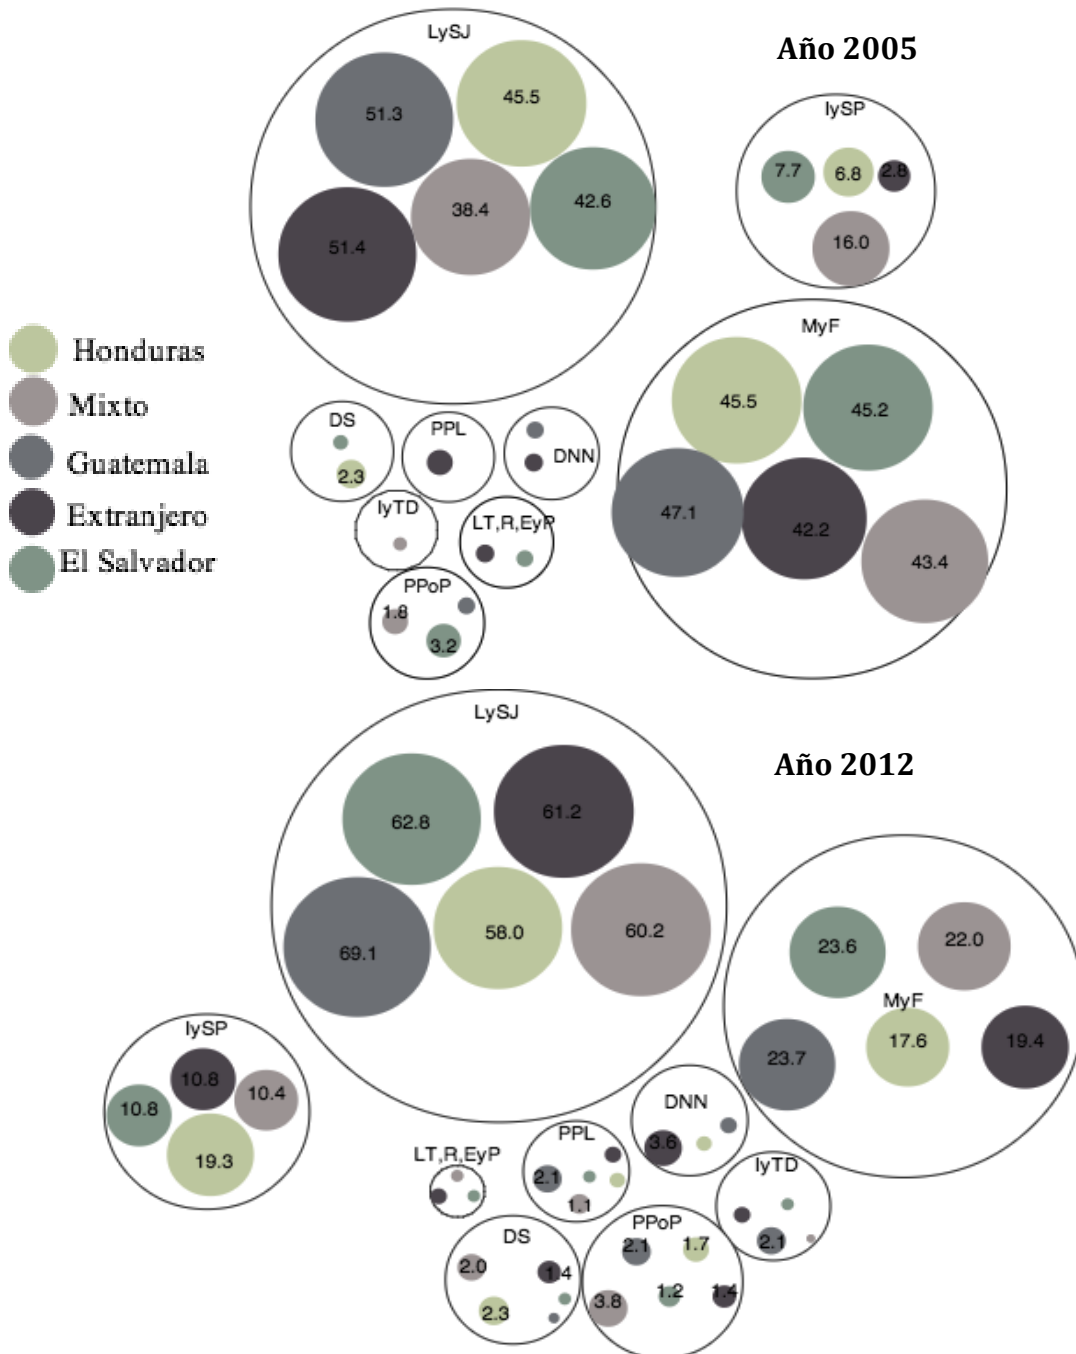 LySJ
Año 2005
51.3
45.5
38.4
42.6
51.4
IySP
7.7
6.8
2.8
16.0
MyF
45.5
45.2
47.1
42.2
43.4
Honduras
Mixto
Guatemala
Extranjero
El Salvador
DS
2.3
PPL
DNN
IyTD
LT,R,EyP
PPoP
1.8
3.2
LySJ
Año 2012
62.8
61.2
69.1
58.0
60.2
23.6
22.0
MyF
23.7
17.6
19.4
IySP
10.8
10.8
10.4
19.3
DNN
3.6
PPL
2.1
1.1
LT,R,EyP
IyTD
2.1
DS
2.0
1.4
2.3
PPoP
2.1
1.7
3.8
1.2
1.4